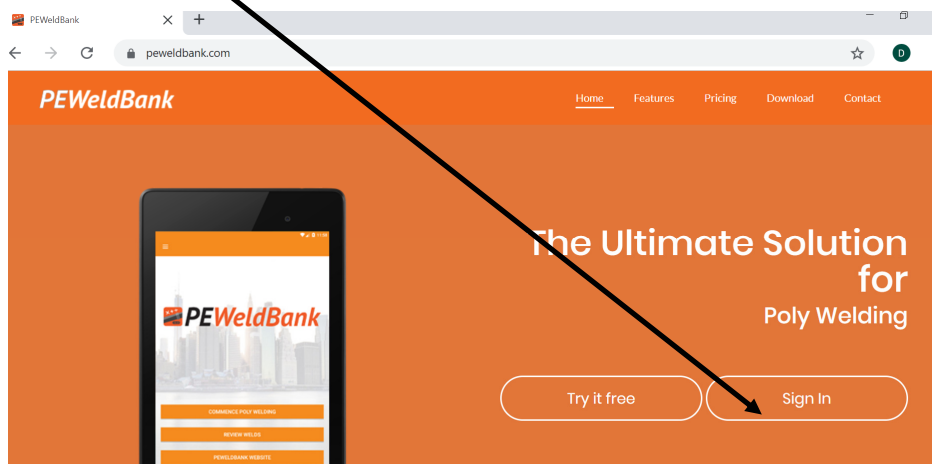 PEWeldBank
peweldbank.com
D
PEWeldBank
Home Features Pricing Download Contact
The Ultimate Solution
for
Poly Welding
Try it free Sign In
PEWeldBank
COMMENCE POLY WELDING
REVIEW WELDS
PEWELDBANK WEBSITE